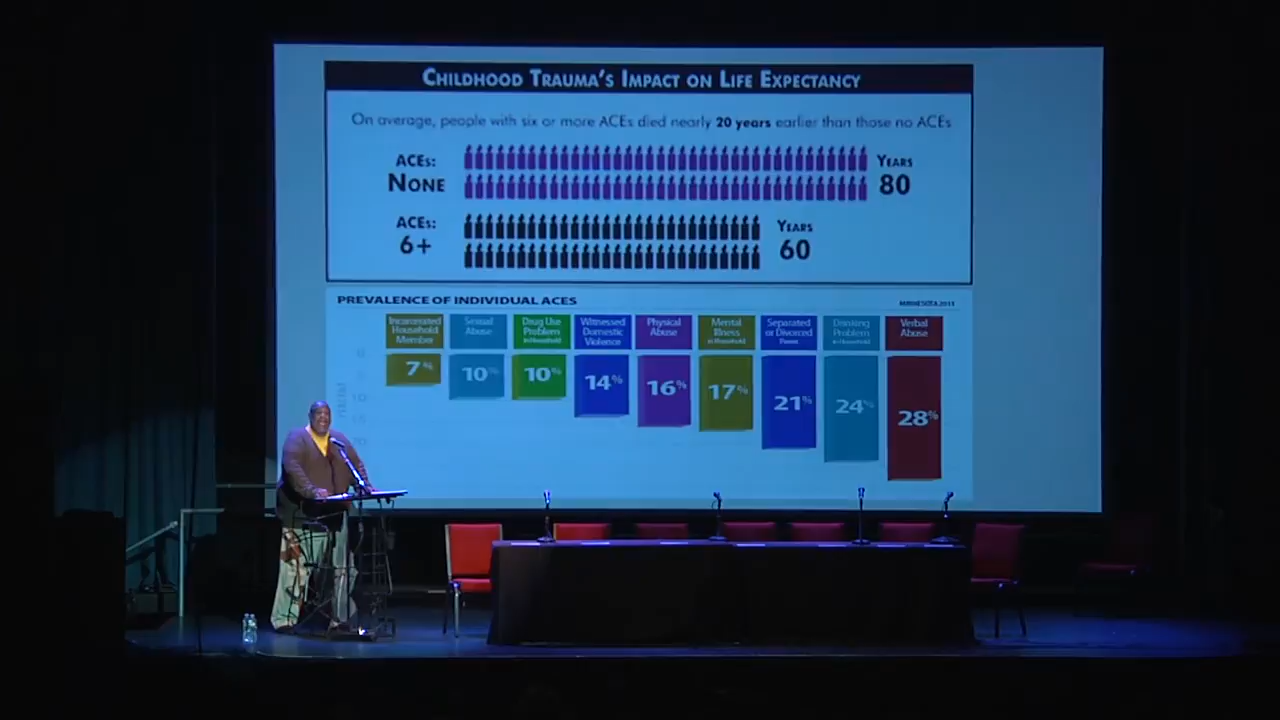 CHILDHOOD TRAUMA'S IMPACT ON LIFE EXPECTANCY
On average, people with six or more ACEs died nearly 20 years earlier than those no ACEs
ACES:
NONE
YEARS
80
ACES:
6+
YEARS
60
PREVALENCE OF INDIVIDUAL ACES
MINNESOTA 2011
Incarcerated
Household
Member
7%
Sexual
Abuse
10%
Drug Use
Problem
in Household
10%
Witnessed
Domestic
Violence
14%
Physical
Abuse
16%
Mental
Illness
in Household
17%
Separated
or Divorced
Parent
21%
Drinking
Problem
in Household
24%
Verbal
Abuse
28%